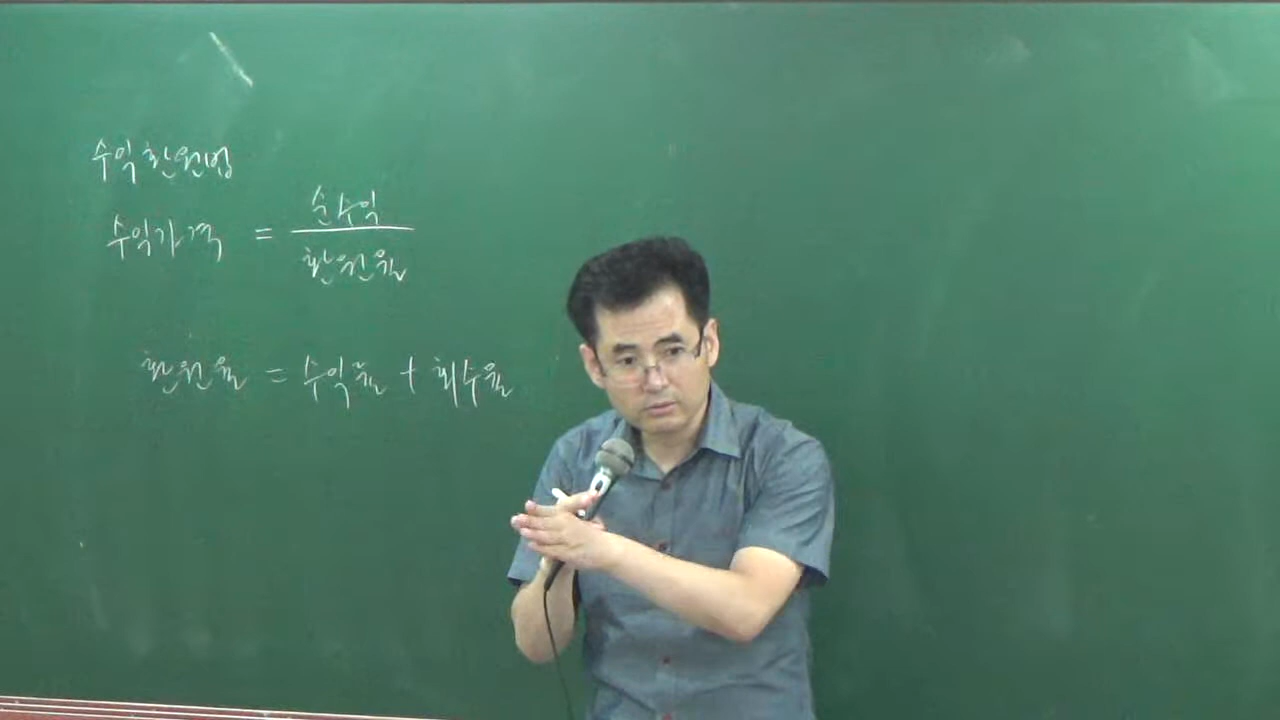 수익환원법
수익가격 = 순수익 / 환원율
환원율 = 수익률 + 회수율